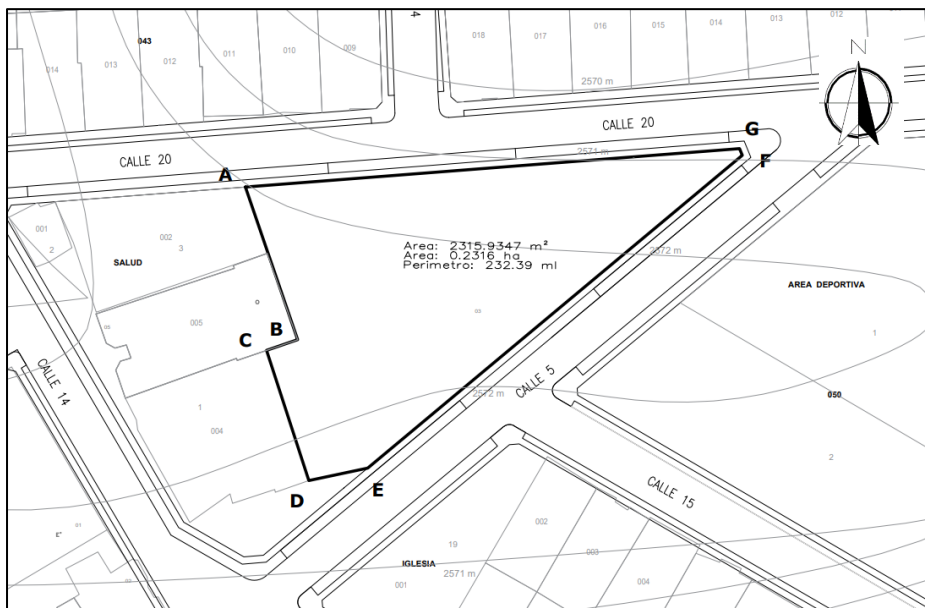 4
018
017
016
015
014
013
012
043
014
013
012
011
010
009
2570 m
N
CALLE 20
CALLE 20
G
2571 m
F
A
001
2
002
3
SALUD
Area: 2315.9347 m²
Area: 0.2316 ha
Perimetro: 232.39 ml
2572 m
AREA DEPORTIVA
03
005
B
C
1
CALLE 14
CALLE 5
2572 m
050
1
004
2
D
E
CALLE 15
002
19
003
IGLESIA
2571 m
001
004